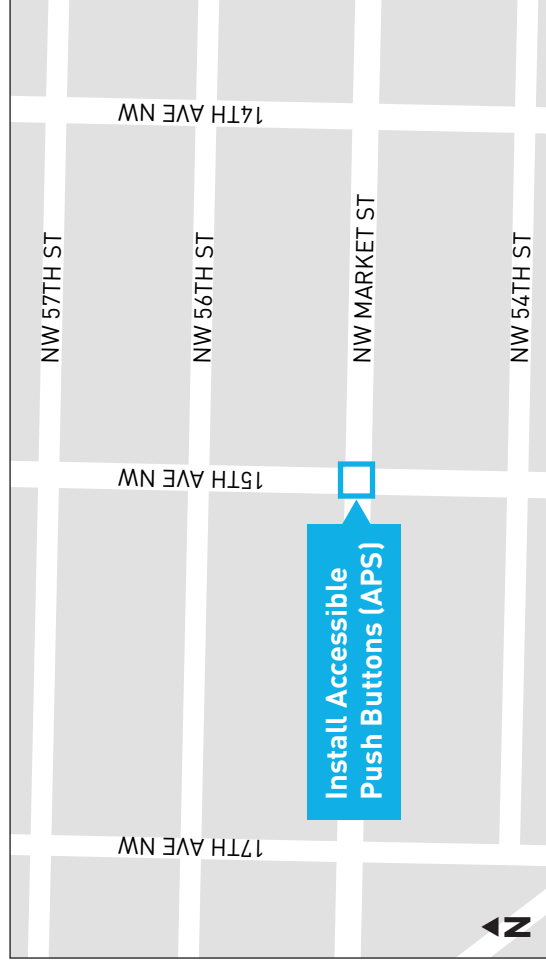 NW 57TH ST
NW 56TH ST
NW MARKET ST
NW 54TH ST
17TH AVE NW
15TH AVE NW
14TH AVE NW
Install Accessible
Push Buttons (APS)
N